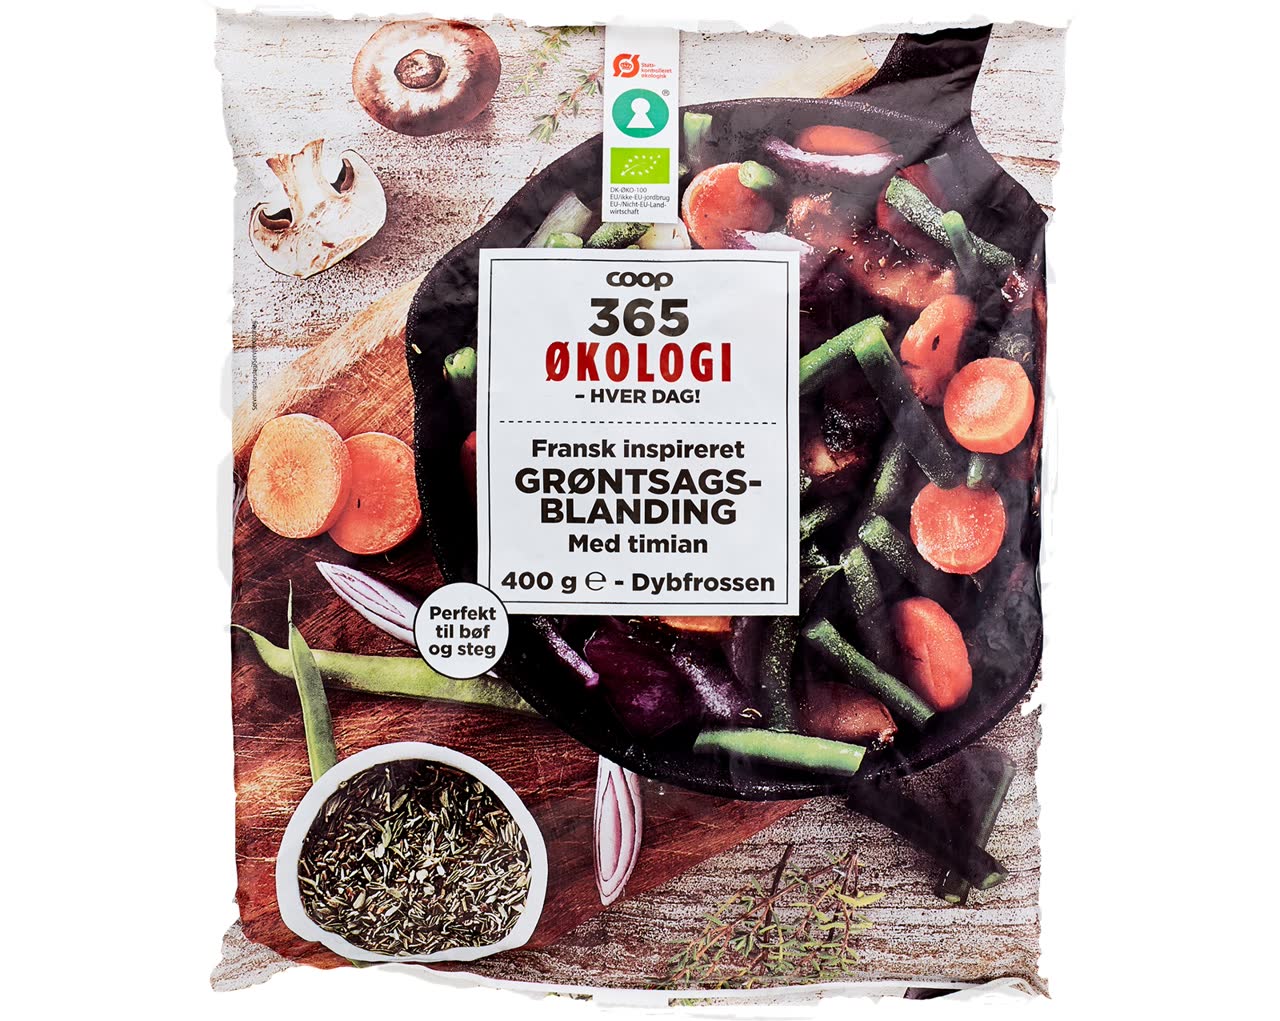 Stats-
kontrolleret
økologisk
®
DK-ØKO-100
EU/ikke-EU-jordbrug
EU-/Nicht-EU-Land-
wirtschaft
coop
365
ØKOLOGI
– HVER DAG!
Fransk inspireret
GRØNTSAGS-
BLANDING
Med timian
400 g ℮ - Dybfrossen
Perfekt
til bøf
og steg